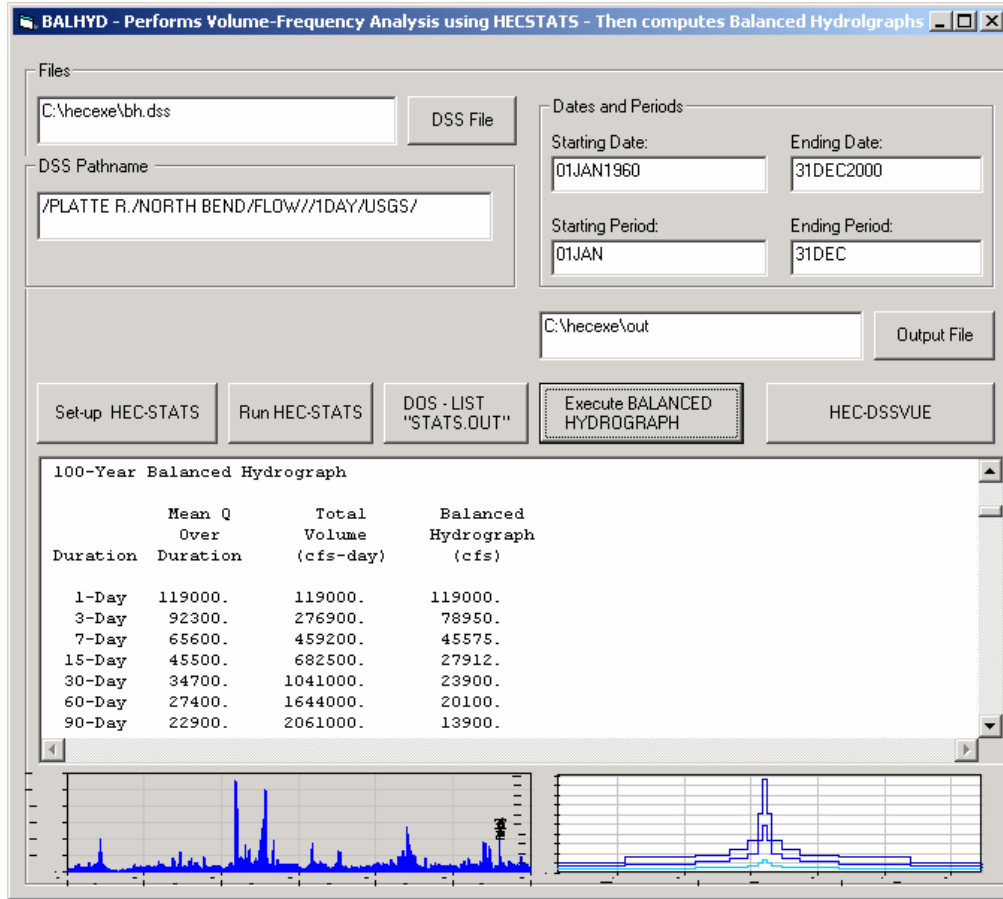 BALHYD - Performs Volume-Frequency Analysis using HECSTATS - Then computes Balanced Hydrolgraphs
Files
C:\hecexe\bh.dss
DSS File
DSS Pathname
/PLATTE R./NORTH BEND/FLOW//1DAY/USGS/
Dates and Periods
Starting Date:
Ending Date:
01JAN1960
31DEC2000
Starting Period:
Ending Period:
01JAN
31DEC
C:\hecexe\out
Output File
Set-up HEC-STATS
Run HEC-STATS
DOS - LIST
"STATS.OUT"
Execute BALANCED
HYDROGRAPH
HEC-DSSVUE
100-Year Balanced Hydrograph
Mean Q Total Balanced
Over Volume Hydrograph
Duration Duration (cfs-day) (cfs)
1-Day 119000. 119000. 119000.
3-Day 92300. 276900. 78950.
7-Day 65600. 459200. 45575.
15-Day 45500. 682500. 27912.
30-Day 34700. 1041000. 23900.
60-Day 27400. 1644000. 20100.
90-Day 22900. 2061000. 13900.